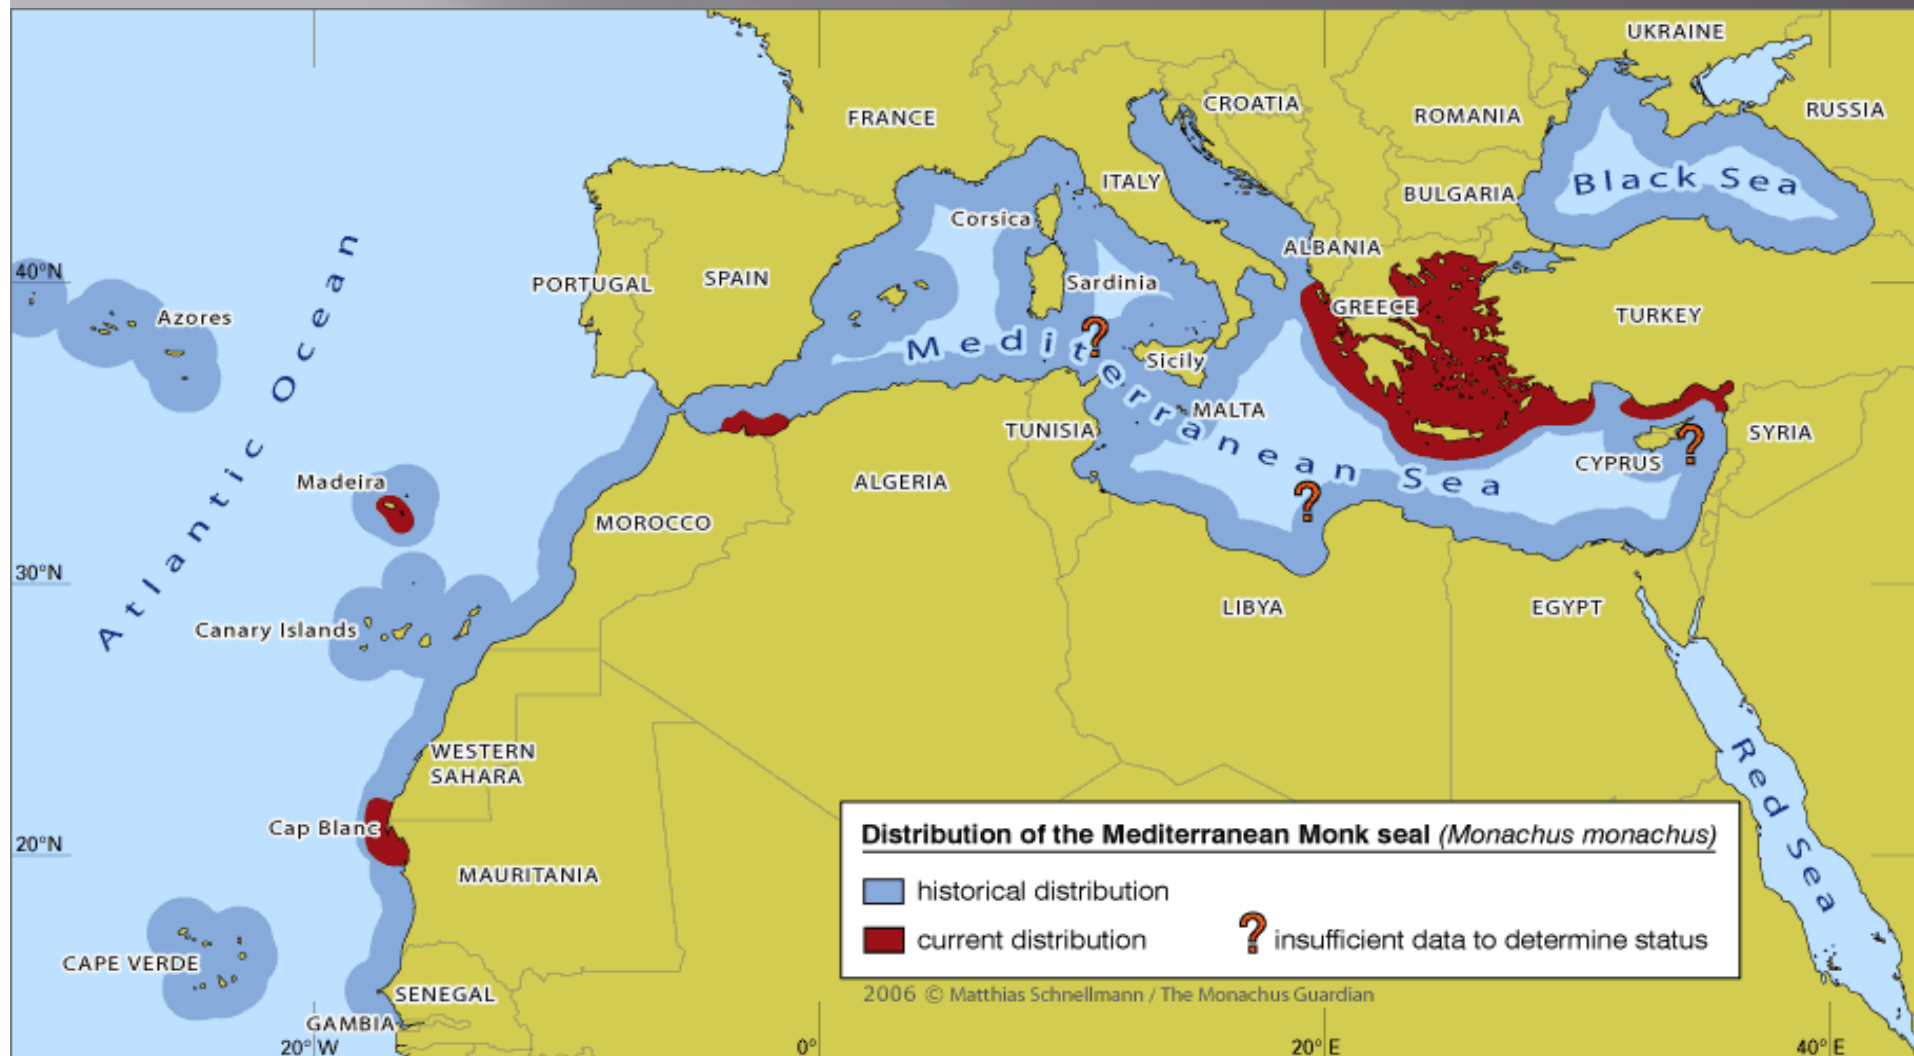 UKRAINE
CROATIA
FRANCE
ROMANIA
RUSSIA
ITALY
BULGARIA
Black Sea
Corsica
ALBANIA
40°N
PORTUGAL
SPAIN
Sardinia
GREECE
TURKEY
Azores
Atlantic Ocean
Mediterranean Sea
?
Sicily
MALTA
TUNISIA
SYRIA
?
CYPRUS
Madeira
ALGERIA
?
MOROCCO
30°N
LIBYA
EGYPT
Canary Islands
WESTERN
SAHARA
Red Sea
Cap Blanc
20°N
MAURITANIA
Distribution of the Mediterranean Monk seal (Monachus monachus)
historical distribution
current distribution
? insufficient data to determine status
CAPE VERDE
SENEGAL
2006 © Matthias Schnellmann / The Monachus Guardian
GAMBIA
20°W
0°
20°E
40°E